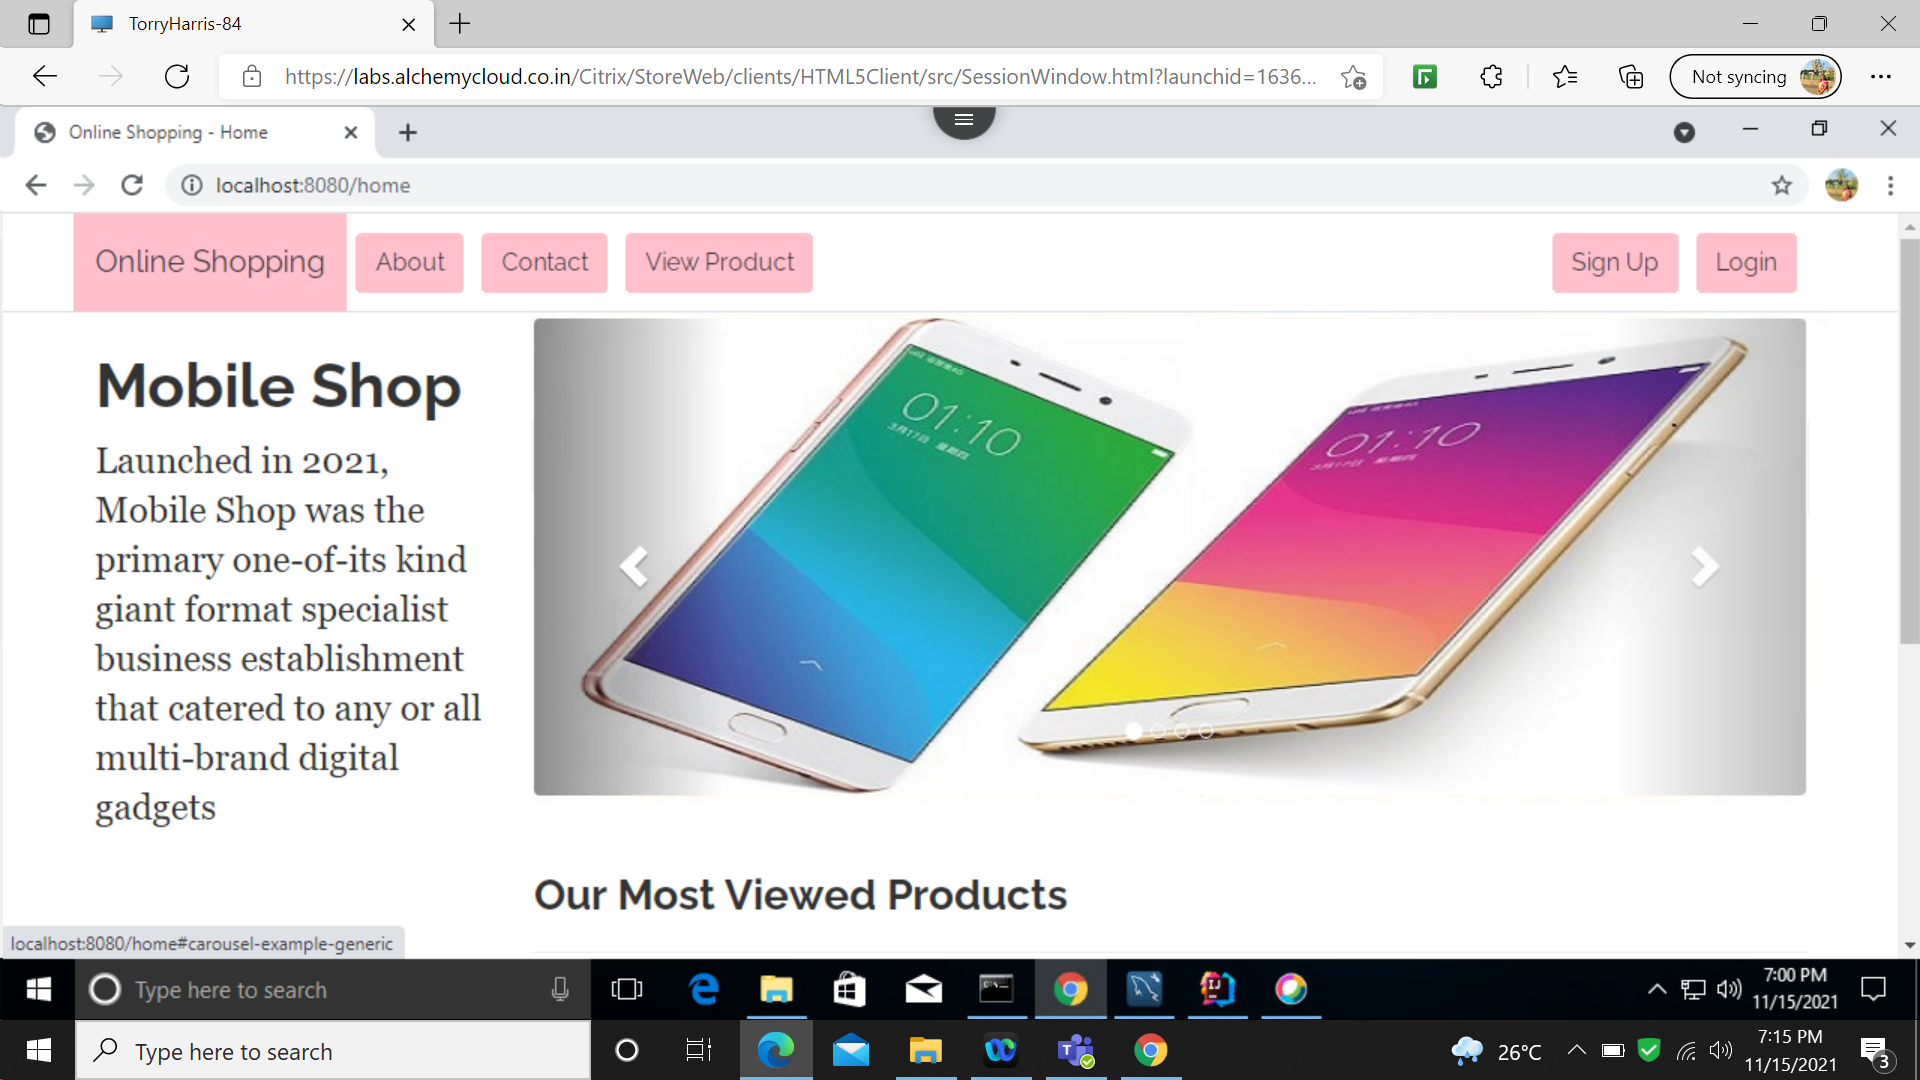 TorryHarris-84
https://labs.alchemycloud.co.in/Citrix/StoreWeb/clients/HTML5Client/src/SessionWindow.html?launchid=1636...
Not syncing
Online Shopping - Home
localhost:8080/home
Online Shopping
About
Contact
View Product
Sign Up
Login
Mobile Shop
Launched in 2021,
Mobile Shop was the
primary one-of-its kind
giant format specialist
business establishment
that catered to any or all
multi-brand digital
gadgets
01:10
01:10
Our Most Viewed Products
localhost:8080/home#carousel-example-generic
Type here to search
7:00 PM
11/15/2021
Type here to search
26°C
7:15 PM
11/15/2021
3